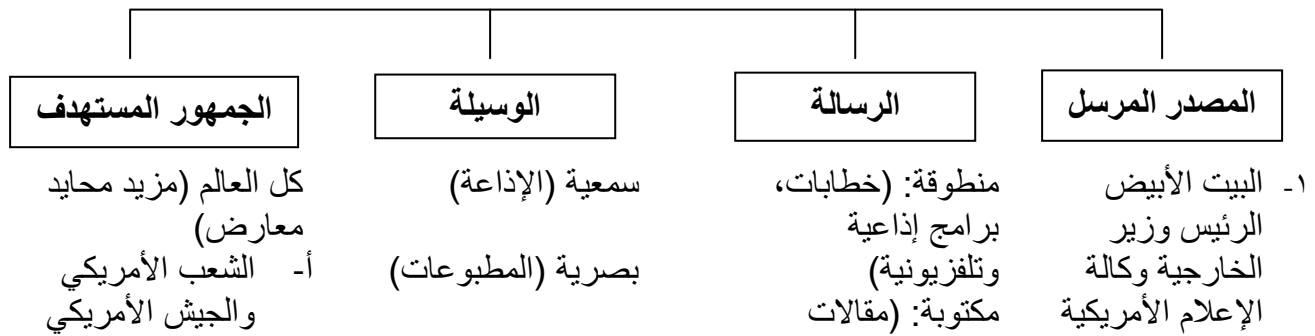 المصدر المرسل
١- البيت الأبيض
الرئيس وزير
الخارجية وكالة
الإعلام الأمريكية
الرسالة
منطوقة: (خطابات،
برامج إذاعية
وتلفزيونية)
مكتوبة: (مقالات
الوسيلة
سمعية (الإذاعة)
بصرية (المطبوعات)
الجمهور المستهدف
كل العالم (مزيد محايد
معارض)
أ- الشعب الأمريكي
والجيش الأمريكي